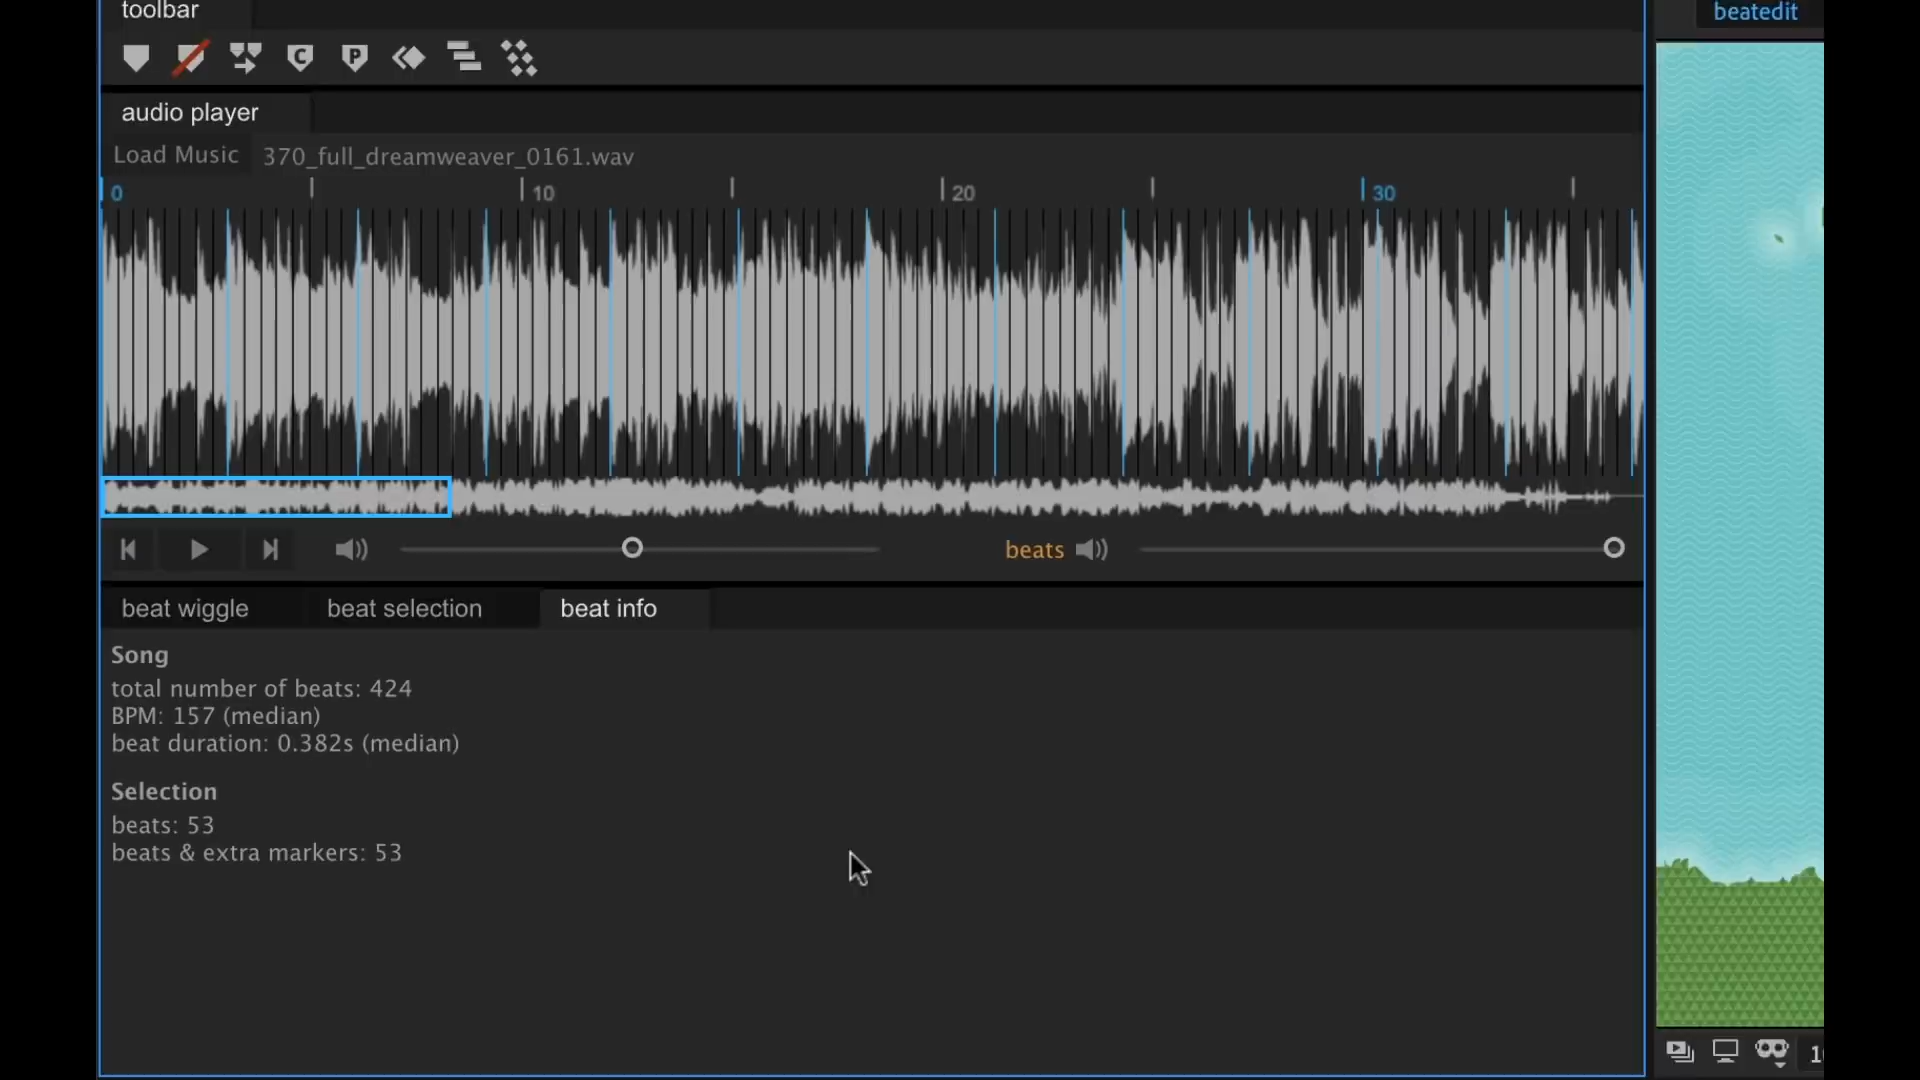 toolbar
beatedit
C P
audio player
Load Music 370_full_dreamweaver_0161.wav
0 10 20 30
beats
beat wiggle beat selection beat info
Song
total number of beats: 424
BPM: 157 (median)
beat duration: 0.382s (median)
Selection
beats: 53
beats & extra markers: 53